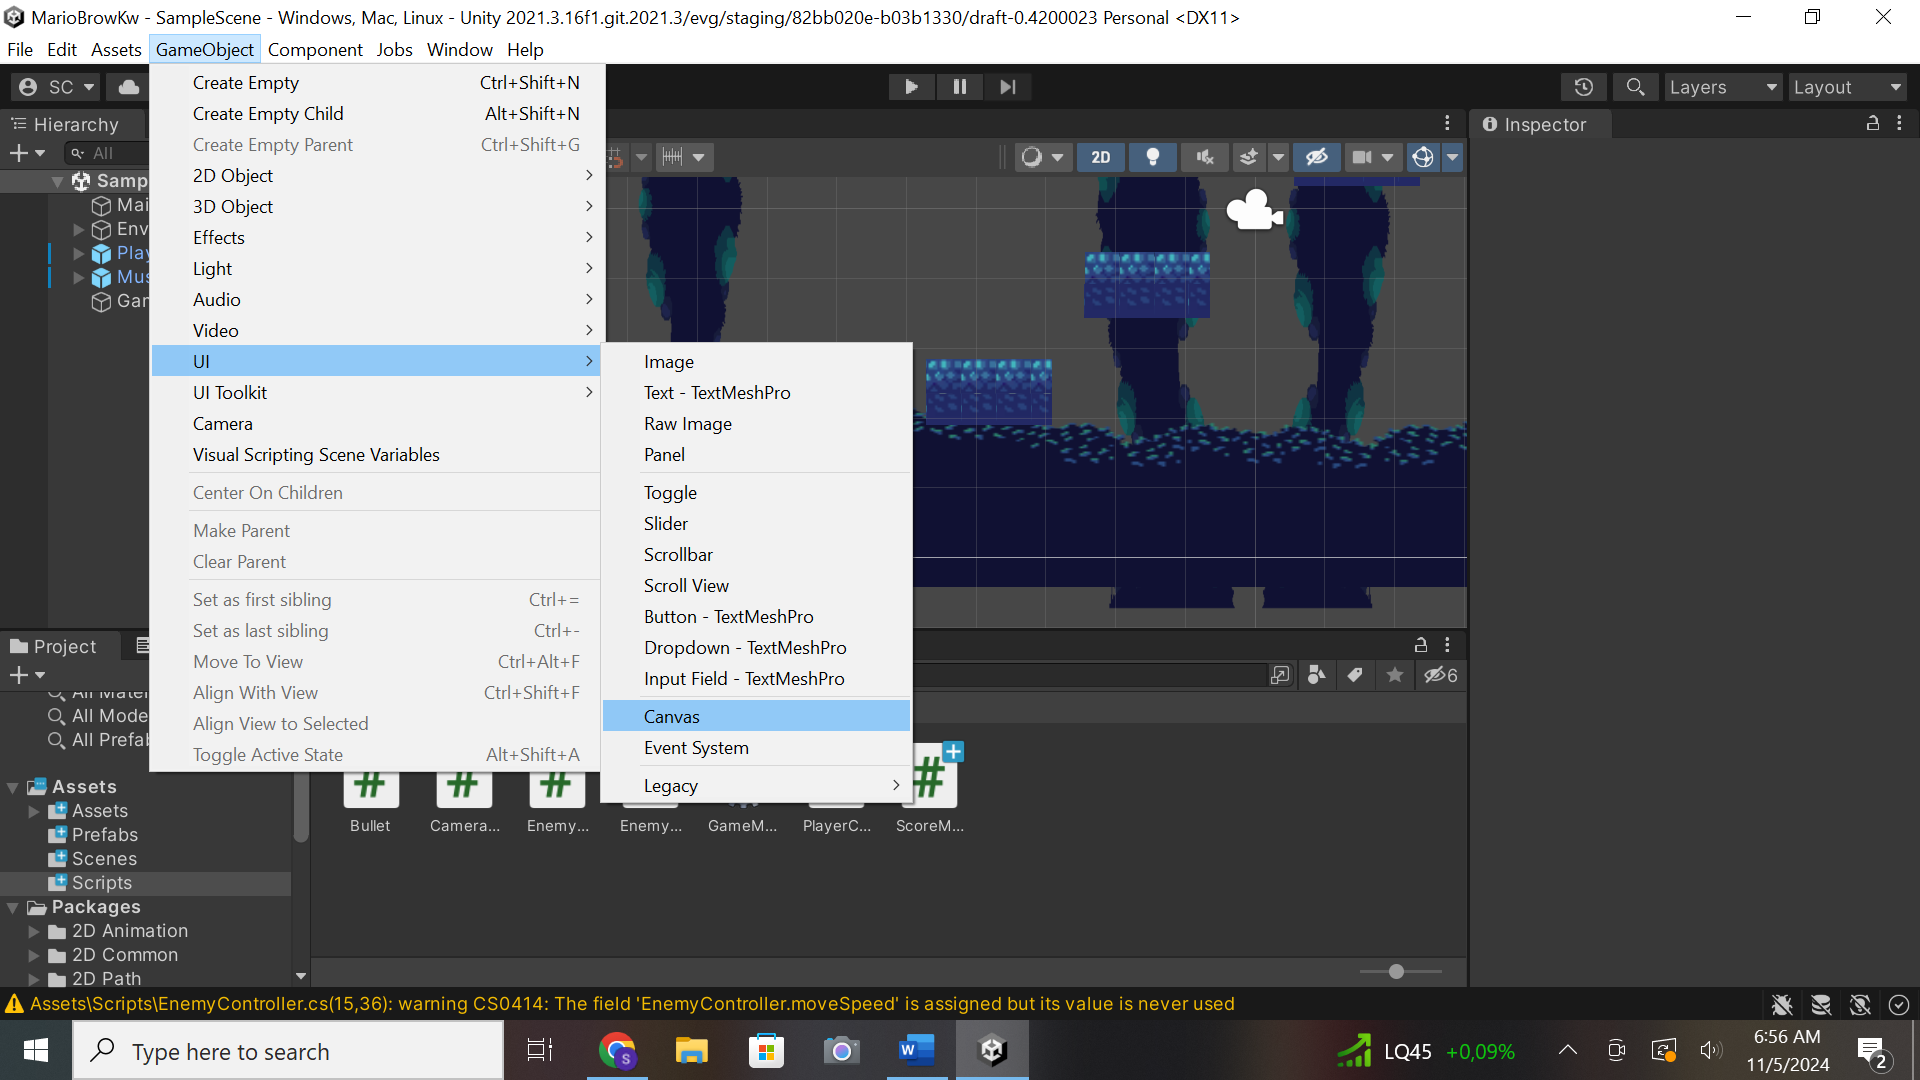 MarioBrowKw - SampleScene - Windows, Mac, Linux - Unity 2021.3.16f1.git.2021.3/evg/staging/82bb020e-b03b1330/draft-0.4200023 Personal <DX11>
File Edit Assets GameObject Component Jobs Window Help
SC
Layers
Layout
Hierarchy
All
Samp
Mai
Env
Play
Mus
Gam
Create Empty Ctrl+Shift+N
Create Empty Child Alt+Shift+N
Create Empty Parent Ctrl+Shift+G
2D Object
3D Object
Effects
Light
Audio
Video
UI
UI Toolkit
Camera
Visual Scripting Scene Variables
Center On Children
Make Parent
Clear Parent
Set as first sibling Ctrl+=
Set as last sibling Ctrl+-
Move To View Ctrl+Alt+F
Align With View Ctrl+Shift+F
Align View to Selected
Toggle Active State Alt+Shift+A
Image
Text - TextMeshPro
Raw Image
Panel
Toggle
Slider
Scrollbar
Scroll View
Button - TextMeshPro
Dropdown - TextMeshPro
Input Field - TextMeshPro
Canvas
Event System
Legacy
2D
Inspector
Project
All Mater
All Mode
All Prefab
Assets
Assets
Prefabs
Scenes
Scripts
Packages
2D Animation
2D Common
2D Path
6
Bullet
Camera...
Enemy...
Enemy...
GameM...
PlayerC...
ScoreM...
Assets\Scripts\EnemyController.cs(15,36): warning CS0414: The field 'EnemyController.moveSpeed' is assigned but its value is never used
Type here to search
S
W
LQ45 +0,09%
6:56 AM
11/5/2024
2